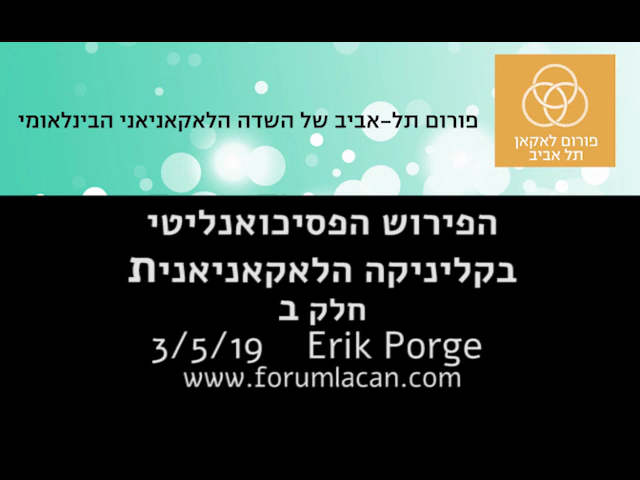 פורום תל-אביב של השדה הלאקאניאני הבינלאומי
פורום לאקאן
תל אביב
הפירוש הפסיכואנליטי
בקליניקה הלאקאניאנית
חלק ב
3/5/19 Erik Porge
www.forumlacan.com